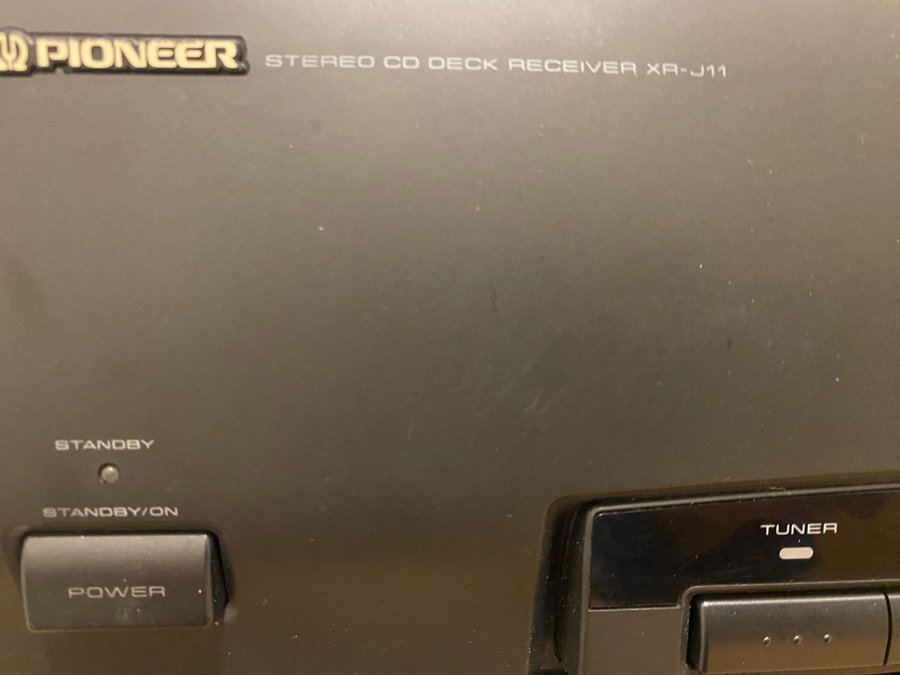 PIONEER STEREO CD DECK RECEIVER XR-J11
STANDBY
STANDBY/ON
POWER
TUNER